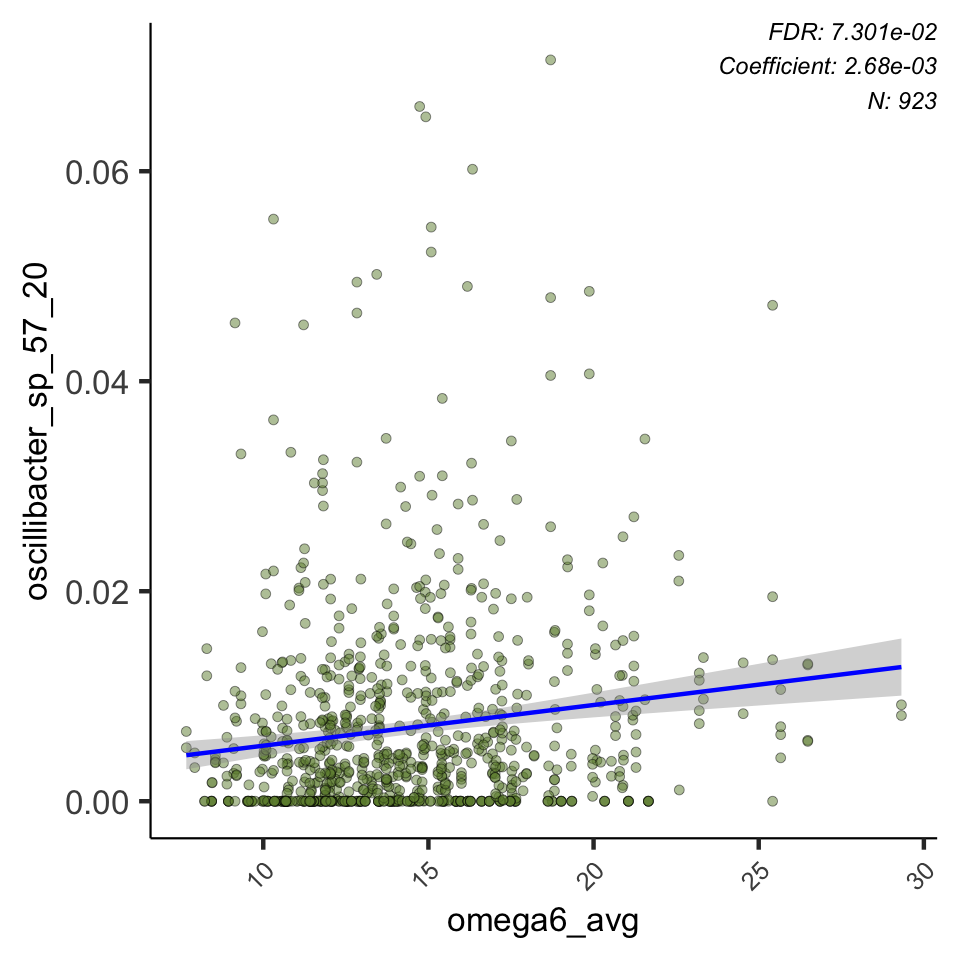 FDR: 7.301e-02
Coefficient: 2.68e-03
N: 923
0.06
0.04
0.02
0.00
oscillibacter_sp_57_20
10 15 20 25 30
omega6_avg